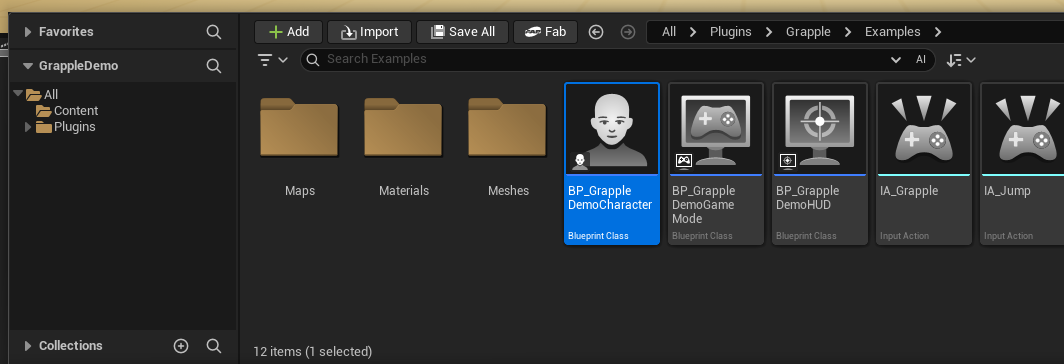 Favorites
Add
Import
Save All
Fab
All
Plugins
Grapple
Examples
GrappleDemo
Search Examples
AI
All
Content
Plugins
Maps
Materials
Meshes
BP_Grapple
DemoCharacter
Blueprint Class
BP_Grapple
DemoGame
Mode
Blueprint Class
BP_Grapple
DemoHUD
Blueprint Class
IA_Grapple
Input Action
IA_Jump
Input Action
Collections
12 items (1 selected)